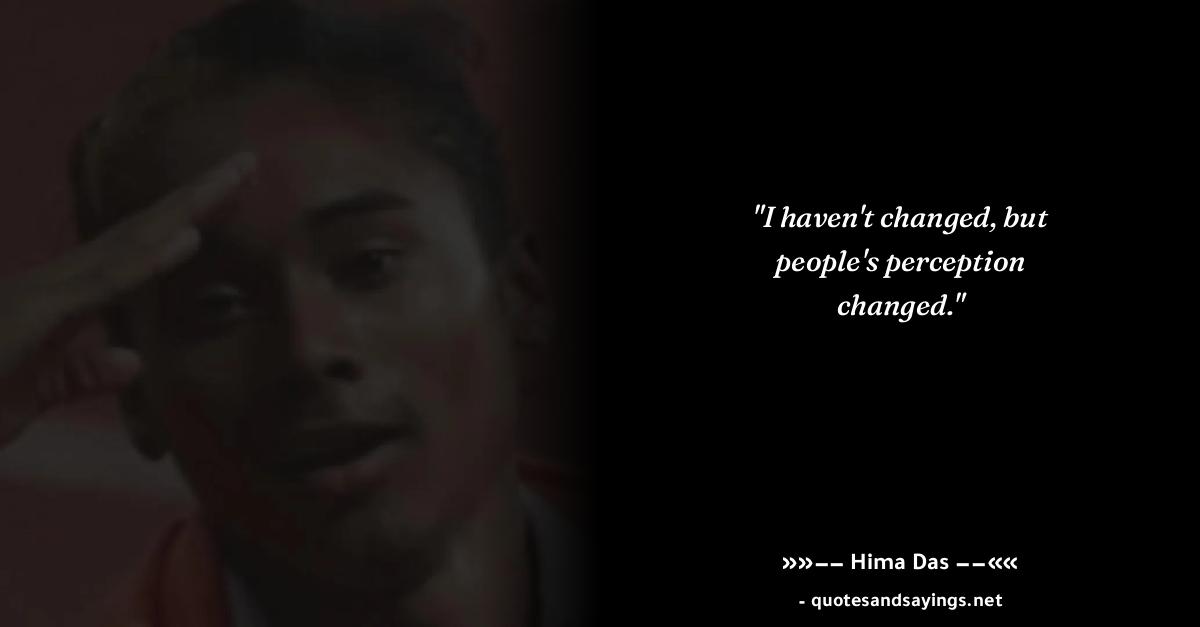 "I haven't changed, but
people's perception
changed."
»»−− Hima Das −−««
- quotesandsayings.net